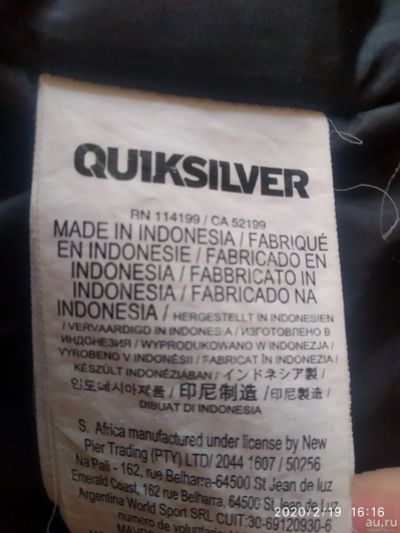 QUIKSILVER
RN 114199 / CA 52199
MADE IN INDONESIA / FABRIQUÉ
EN INDONESIE / FABRICADO EN
INDONESIA / FABBRICATO IN
INDONESIA / FABRICADO NA
INDONESIA / HERGESTELLT IN INDONESIEN
/ VERVAARDIGD IN INDONESIA / ИЗГОТОВЛЕНО В
ИНДОНЕЗИЯ / WYPRODUKOWANO W INDONEZJA /
VYROBENO V INDONÉSII / FABRICAT ÎN INDONEZIA /
KÉSZÜLT INDONÉZIÁBAN / インドネシア製 /
인도네시아제품 / 印尼制造 / 印尼製造 /
DIBUAT DI INDONESIA
S. Africa manufactured under license by New
Pier Trading (PTY) LTD/ 2044 1607 / 50256
Na Pali - 162, rue Belharra-64500 St Jean de luz
Emerald Coast, 162 rue Belharra, 64500 St Jean de luz
Argentina World Sport SRL CUIT:30-69120930-6
numero de voluntario
2020/2/19 16:16
au.ru